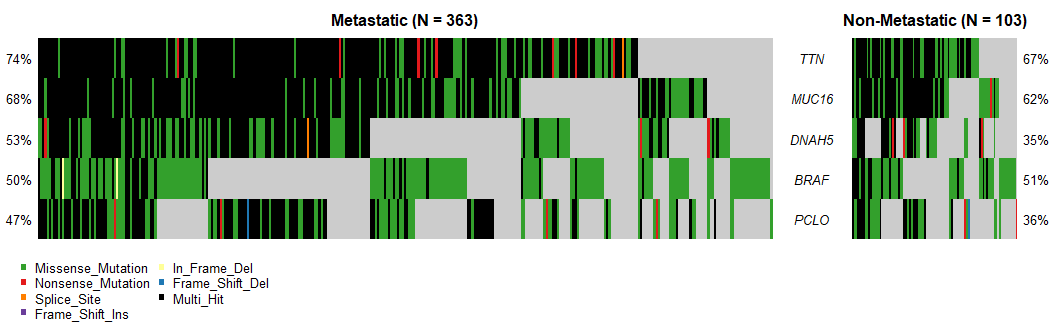 Metastatic (N = 363) Non-Metastatic (N = 103)
74% TTN 67%
68% MUC16 62%
53% DNAH5 35%
50% BRAF 51%
47% PCLO 36%
Missense_Mutation In_Frame_Del
Nonsense_Mutation Frame_Shift_Del
Splice_Site Multi_Hit
Frame_Shift_Ins